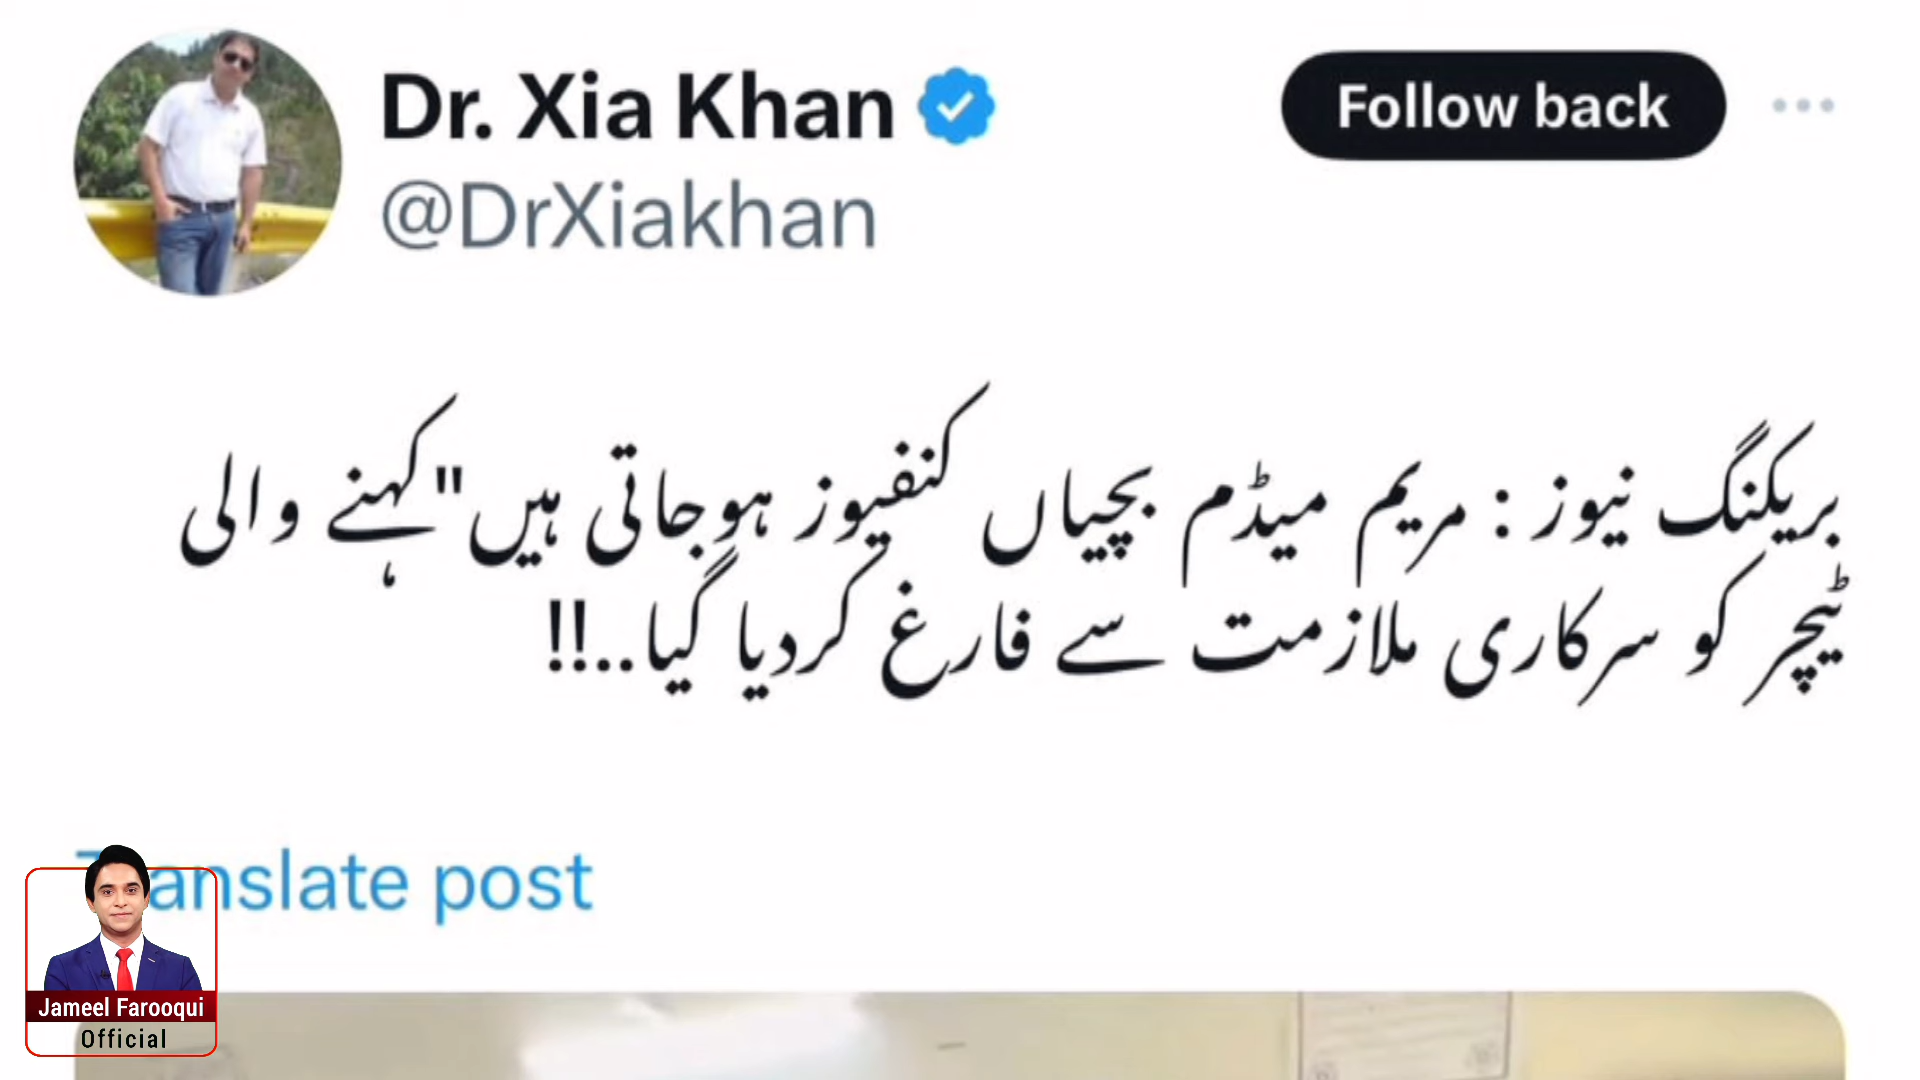 Dr. Xia Khan
Follow back
@DrXiakhan
بریکنگ نیوز : مریم میڈم بچیاں کنفیوز ہوجاتی ہیں"کہنے والی
ٹیچر کو سرکاری ملازمت سے فارغ کردیا گیا..!!
Translate post
Jameel Farooqui
Official